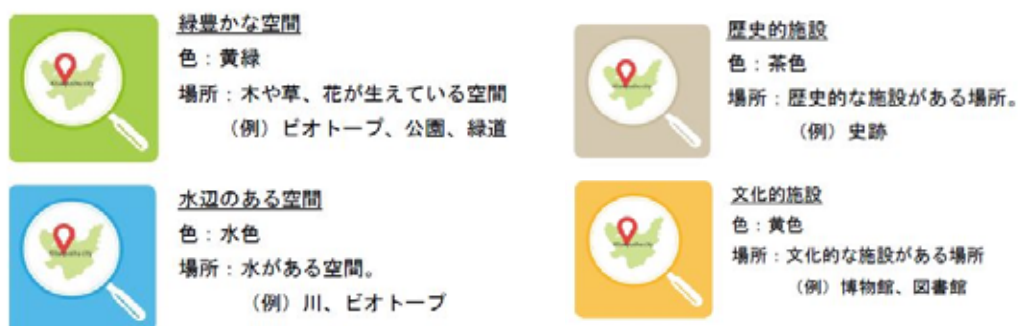 緑豊かな空間
色：黄緑
場所：木や草、花が生えている空間
（例）ビオトープ、公園、緑道
水辺のある空間
色：水色
場所：水がある空間。
（例）川、ビオトープ
歴史的施設
色：茶色
場所：歴史的な施設がある場所。
（例）史跡
文化的施設
色：黄色
場所：文化的な施設がある場所
（例）博物館、図書館